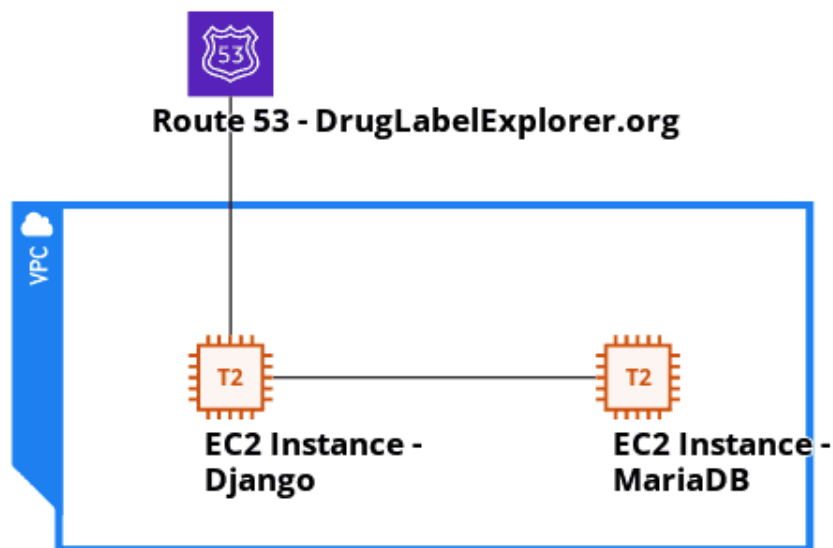 53
Route 53 - DrugLabelExplorer.org
VPC
T2
T2
EC2 Instance -
Django
EC2 Instance -
MariaDB